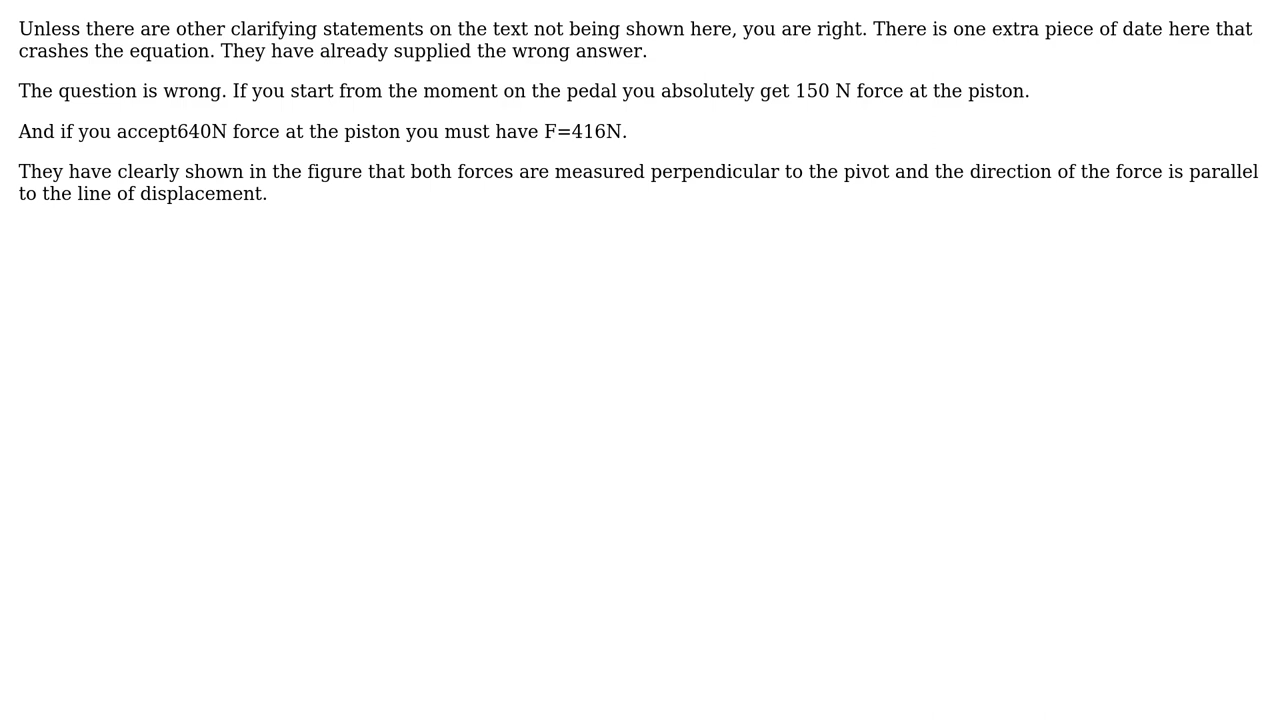 Unless there are other clarifying statements on the text not being shown here, you are right. There is one extra piece of date here that
crashes the equation. They have already supplied the wrong answer.
The question is wrong. If you start from the moment on the pedal you absolutely get 150 N force at the piston.
And if you accept640N force at the piston you must have F=416N.
They have clearly shown in the figure that both forces are measured perpendicular to the pivot and the direction of the force is parallel
to the line of displacement.